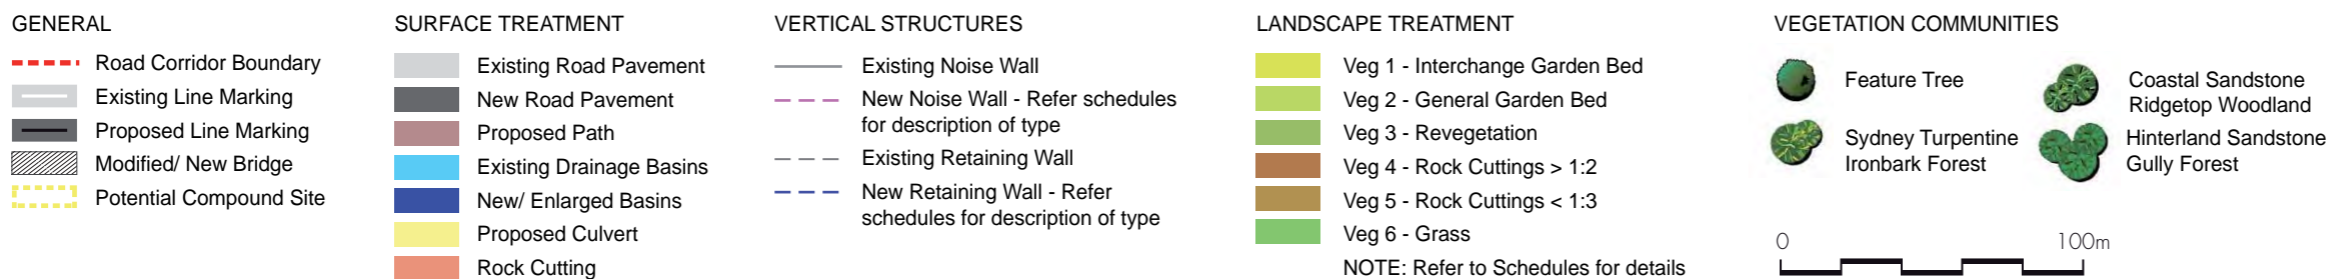 GENERAL
Road Corridor Boundary
Existing Line Marking
Proposed Line Marking
Modified/ New Bridge
Potential Compound Site
SURFACE TREATMENT
Existing Road Pavement
New Road Pavement
Proposed Path
Existing Drainage Basins
New/ Enlarged Basins
Proposed Culvert
Rock Cutting
VERTICAL STRUCTURES
Existing Noise Wall
New Noise Wall - Refer schedules
for description of type
Existing Retaining Wall
New Retaining Wall - Refer
schedules for description of type
LANDSCAPE TREATMENT
Veg 1 - Interchange Garden Bed
Veg 2 - General Garden Bed
Veg 3 - Revegetation
Veg 4 - Rock Cuttings > 1:2
Veg 5 - Rock Cuttings < 1:3
Veg 6 - Grass
NOTE: Refer to Schedules for details
VEGETATION COMMUNITIES
Feature Tree
Sydney Turpentine
Ironbark Forest
Coastal Sandstone
Ridgetop Woodland
Hinterland Sandstone
Gully Forest
0 100m